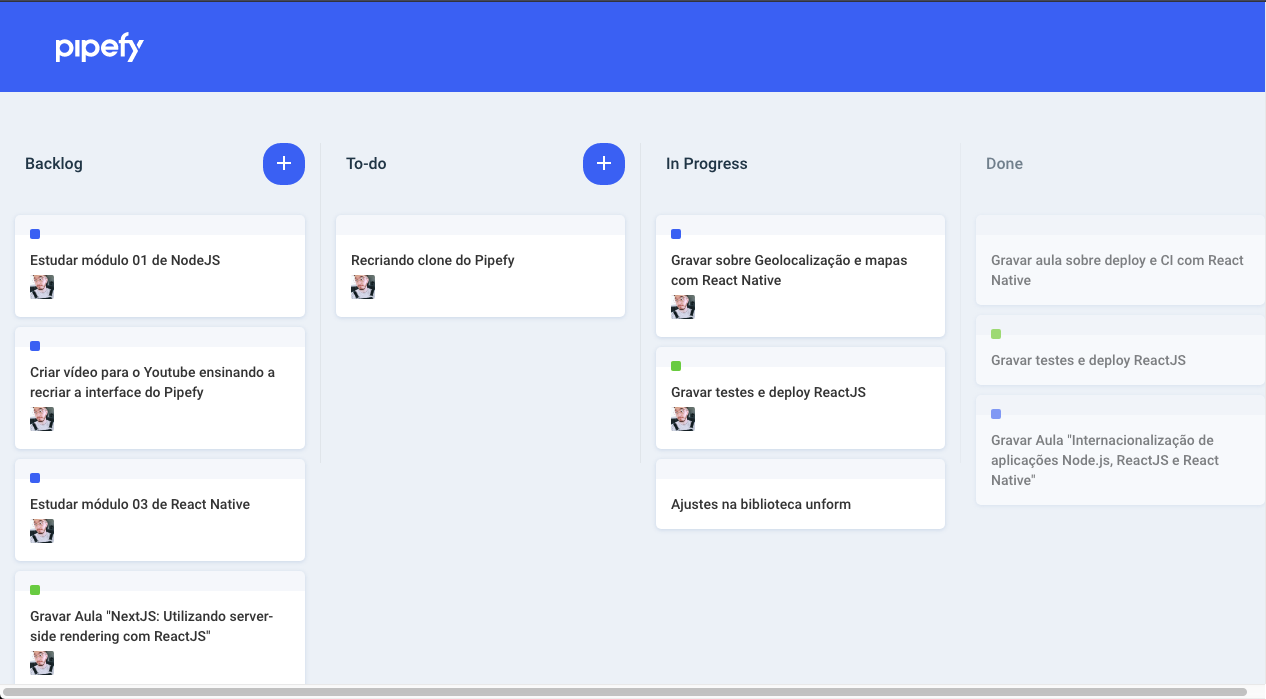 pipefy
Backlog
Estudar módulo 01 de NodeJS
Criar vídeo para o Youtube ensinando a
recriar a interface do Pipefy
Estudar módulo 03 de React Native
Gravar Aula "NextJS: Utilizando server-
side rendering com ReactJS"
To-do
Recriando clone do Pipefy
In Progress
Gravar sobre Geolocalização e mapas
com React Native
Gravar testes e deploy ReactJS
Ajustes na biblioteca unform
Done
Gravar aula sobre deploy e CI com React
Native
Gravar testes e deploy ReactJS
Gravar Aula "Internacionalização de
aplicações Node.js, ReactJS e React
Native"